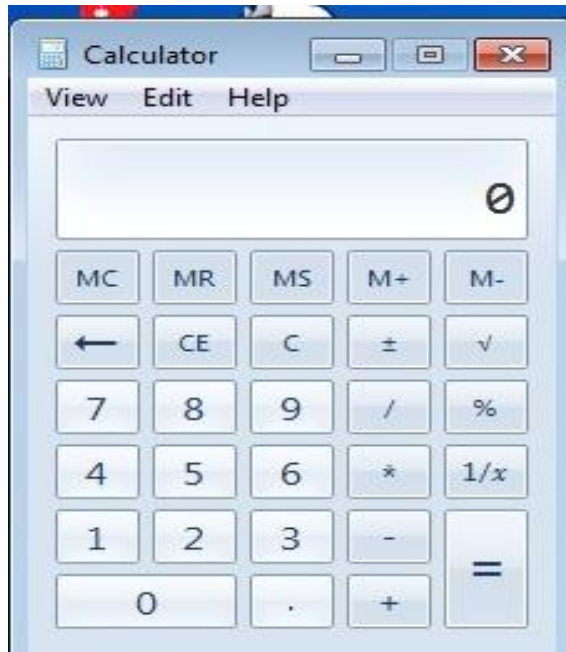 Calculator
View Edit Help
0
MC MR MS M+ M-
← CE C ± √
7 8 9 / %
4 5 6 * 1/x
1 2 3 - =
0 . +